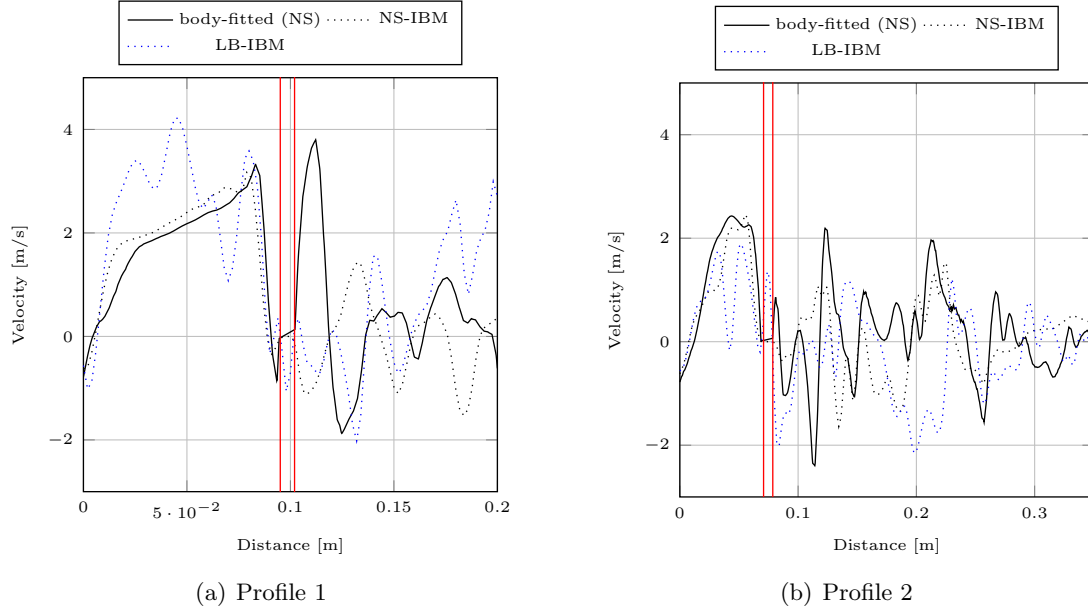 body-fitted (NS) NS-IBM
LB-IBM
4
2
0
−2
0
5 · 10⁻²
0.1
0.15
0.2
Velocity [m/s]
Distance [m]
(a) Profile 1
body-fitted (NS) NS-IBM
LB-IBM
4
2
0
−2
0
0.1
0.2
0.3
Velocity [m/s]
Distance [m]
(b) Profile 2